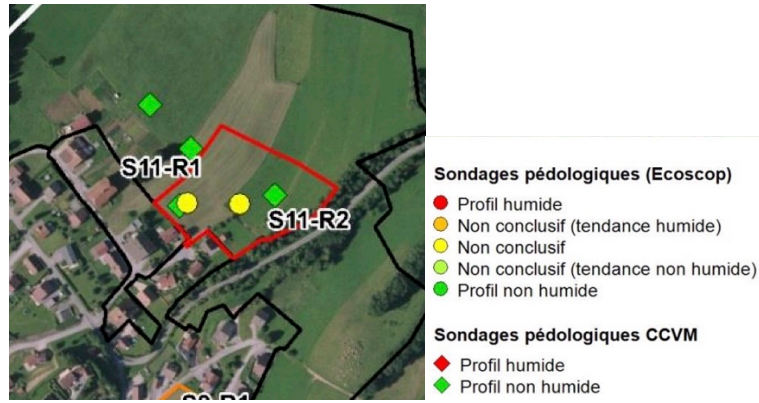 S11-R1
S11-R2
Sondages pédologiques (Ecoscop)
Profil humide
Non conclusif (tendance humide)
Non conclusif
Non conclusif (tendance non humide)
Profil non humide
Sondages pédologiques CCVM
Profil humide
Profil non humide